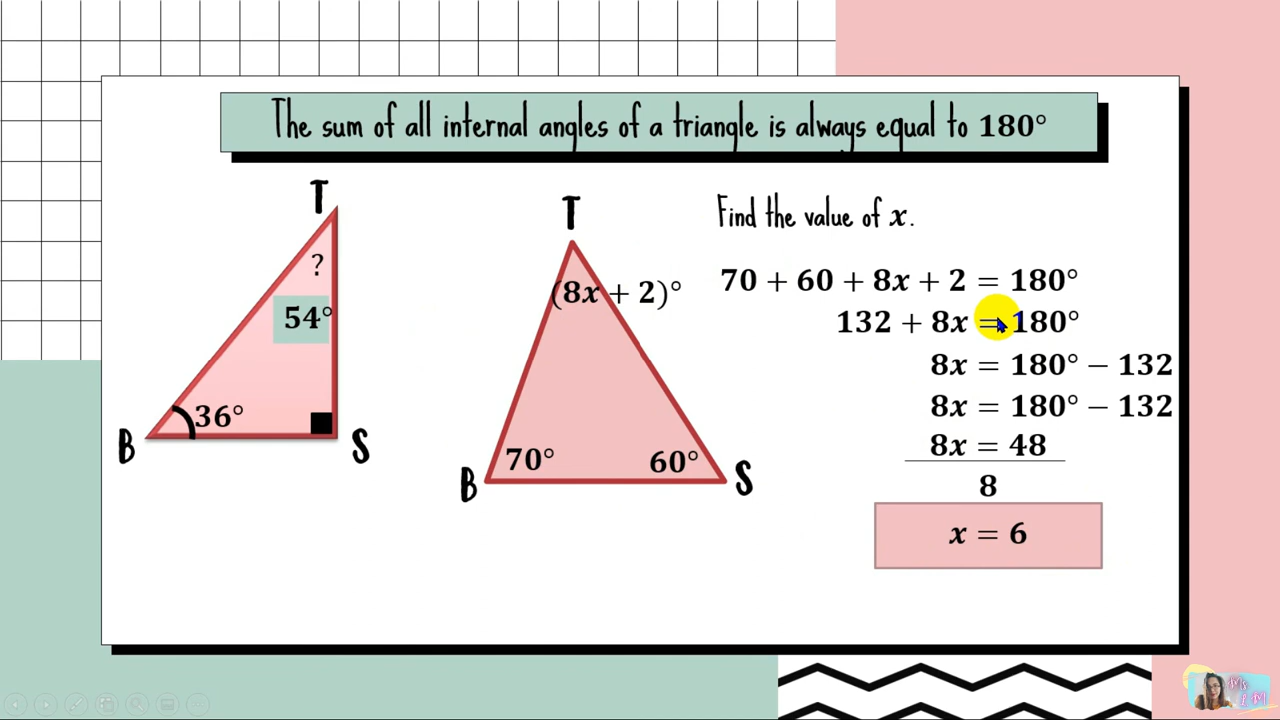 The sum of all internal angles of a triangle is always equal to 180°
T
?
54°
36°
B
S
T
(8x + 2)°
70°
60°
B
S
Find the value of x.
70 + 60 + 8x + 2 = 180°
132 + 8x = 180°
8x = 180° − 132
8x = 180° − 132
8x = 48
8
x = 6